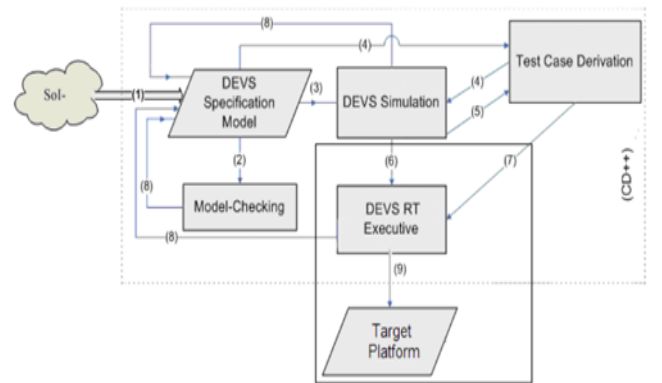 (8)
(4)
Test Case Derivation
SoI-
(1)
DEVS
Specification
Model
(3)
DEVS Simulation
(4)
(5)
(8)
(2)
(6)
(7)
(CD++)
Model-Checking
(8)
DEVS RT
Executive
(9)
Target
Platform